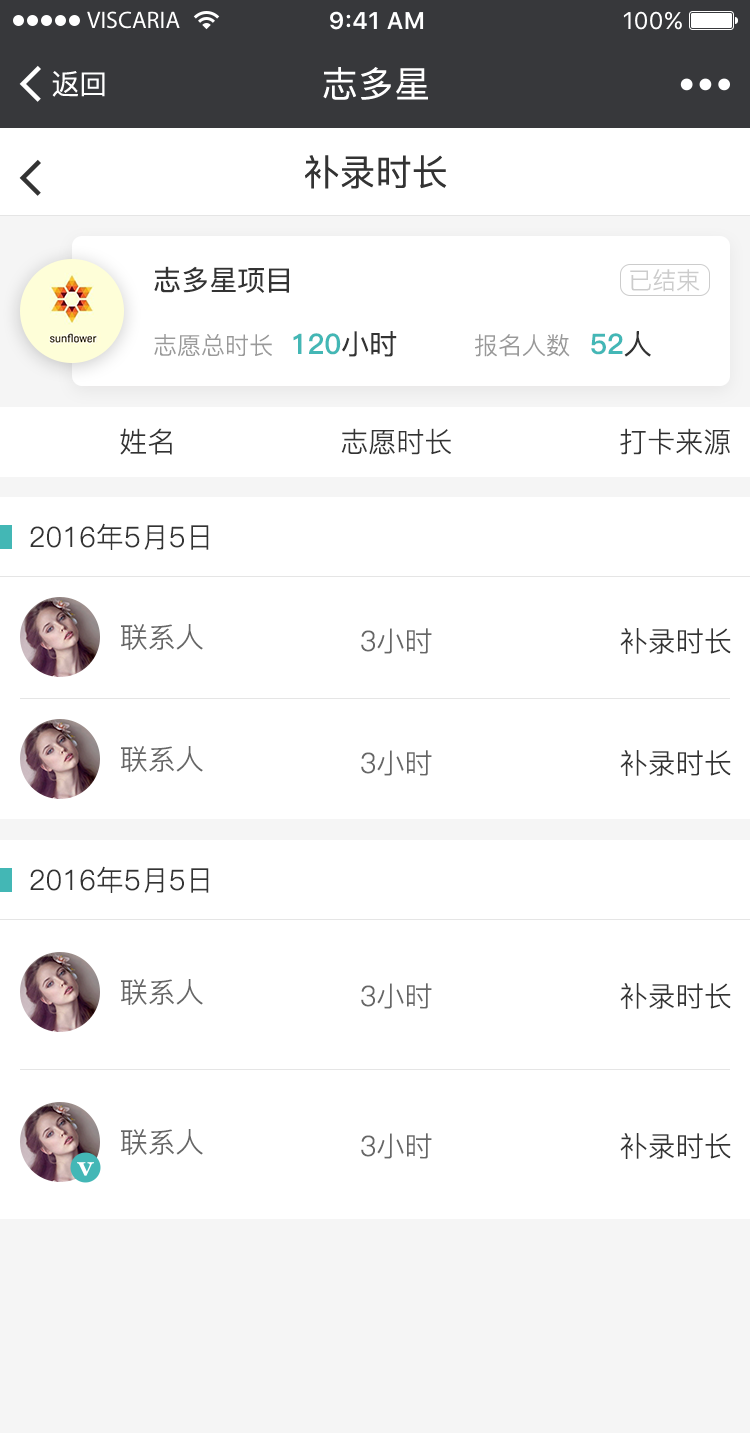 VISCARIA 9:41 AM 100%
返回 志多星
补录时长
志多星项目 已结束
sunflower
志愿总时长 120小时 报名人数 52人
姓名 志愿时长 打卡来源
2016年5月5日
联系人 3小时 补录时长
联系人 3小时 补录时长
2016年5月5日
联系人 3小时 补录时长
联系人 3小时 补录时长
V